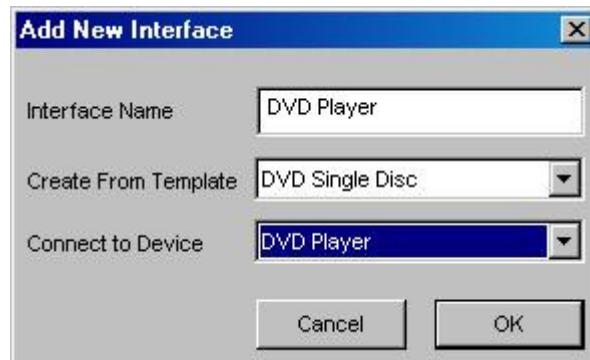 Add New Interface
Interface Name DVD Player
Create From Template DVD Single Disc
Connect to Device DVD Player
Cancel OK